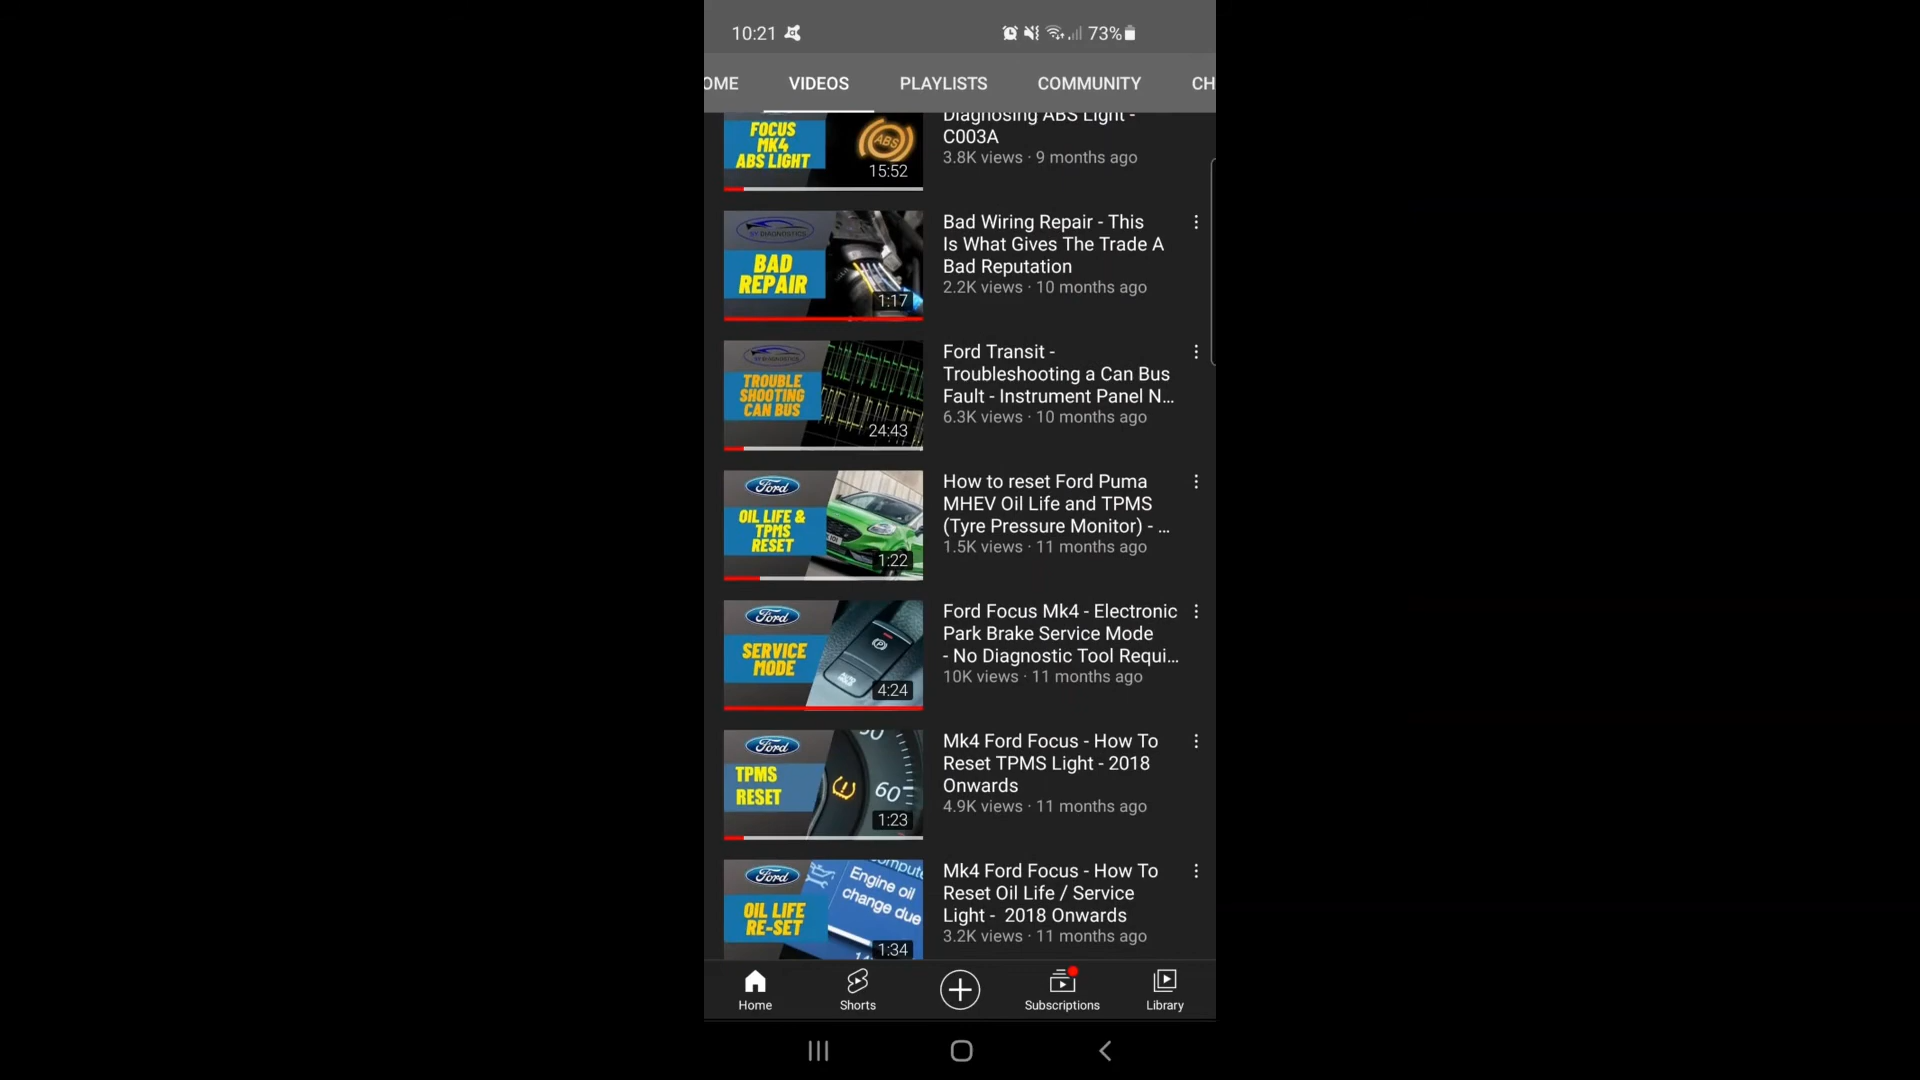 10:21
73%
OME
VIDEOS
PLAYLISTS
COMMUNITY
CH
FOCUS
MK4
ABS LIGHT
ABS
15:52
Diagnosing ABS Light -
C003A
3.8K views · 9 months ago
DIAGNOSTICS
BAD
REPAIR
1:17
Bad Wiring Repair - This
Is What Gives The Trade A
Bad Reputation
2.2K views · 10 months ago
DIAGNOSTICS
TROUBLE
SHOOTING
CAN BUS
24:43
Ford Transit -
Troubleshooting a Can Bus
Fault - Instrument Panel N...
6.3K views · 10 months ago
Ford
OIL LIFE &
TPMS
RESET
1:22
How to reset Ford Puma
MHEV Oil Life and TPMS
(Tyre Pressure Monitor) - ...
1.5K views · 11 months ago
Ford
SERVICE
MODE
AUTO
HOLD
4:24
Ford Focus Mk4 - Electronic
Park Brake Service Mode
- No Diagnostic Tool Requi...
10K views · 11 months ago
Ford
TPMS
RESET
60
1:23
Mk4 Ford Focus - How To
Reset TPMS Light - 2018
Onwards
4.9K views · 11 months ago
Ford
OIL LIFE
RE-SET
Engine oil
change due
1:34
Mk4 Ford Focus - How To
Reset Oil Life / Service
Light - 2018 Onwards
3.2K views · 11 months ago
Home
Shorts
Subscriptions
Library